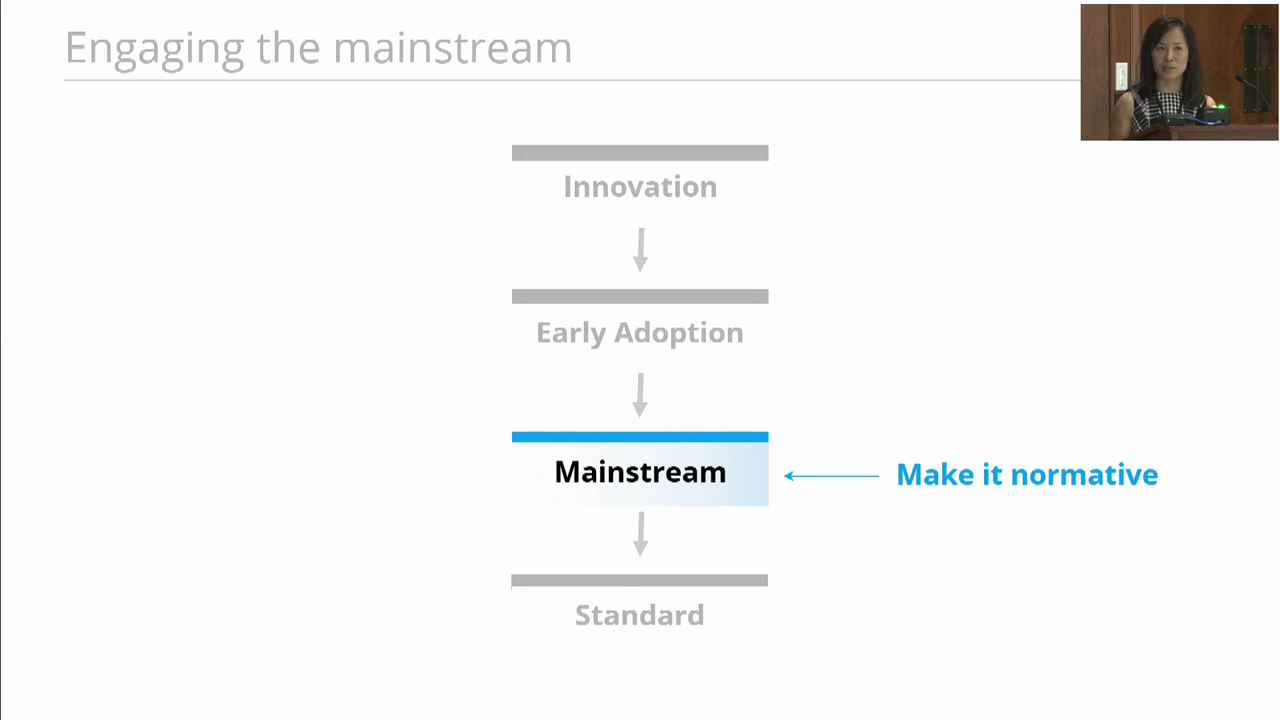 Engaging the mainstream
Innovation
Early Adoption
Mainstream
Make it normative
Standard